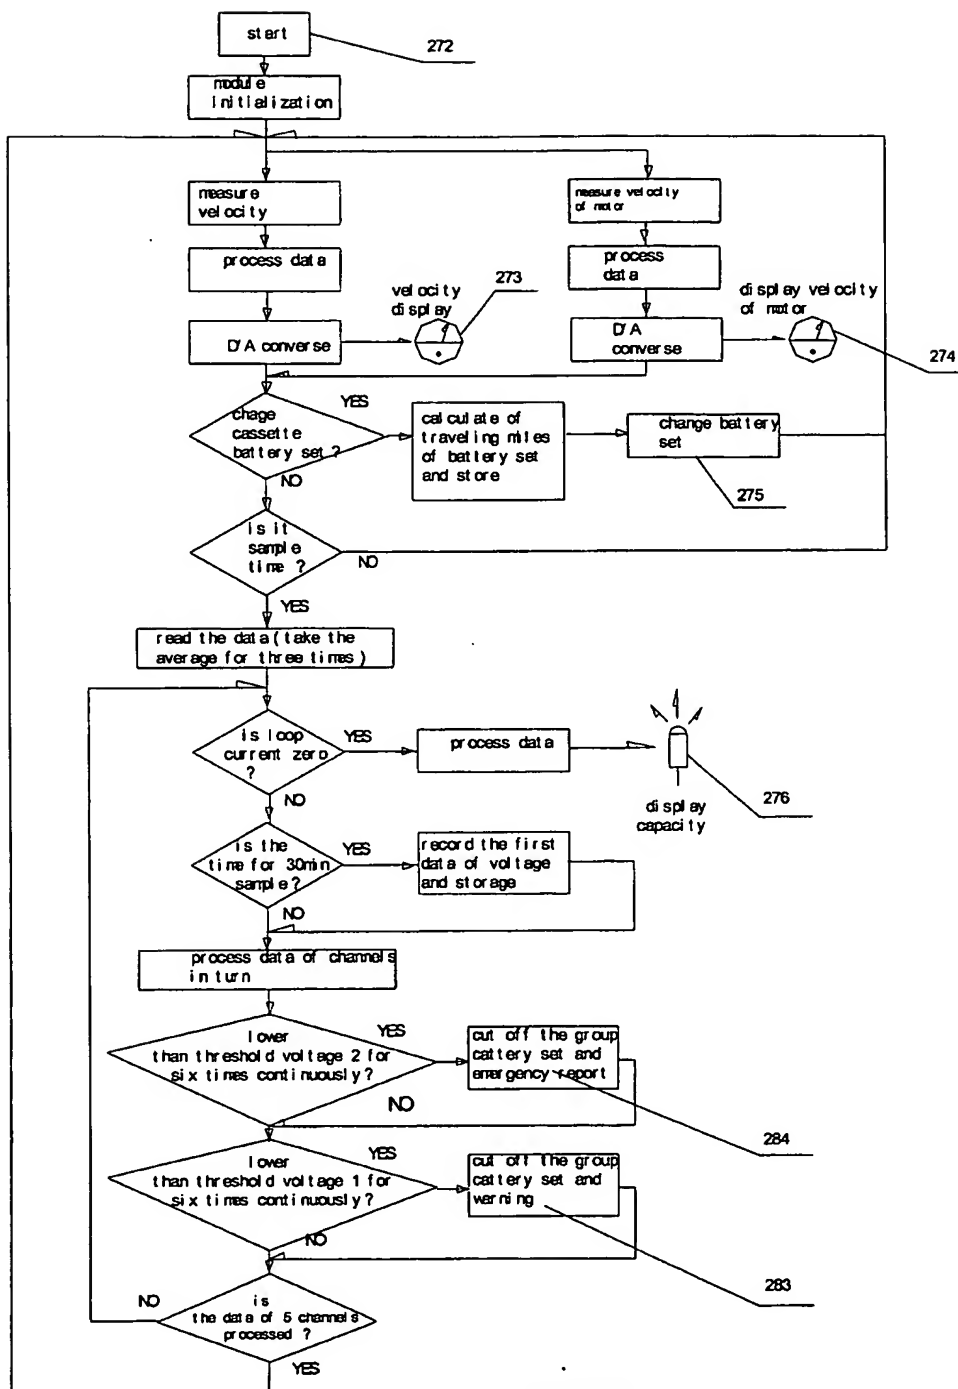 start
272
module
initialization
measure
velocity
measure velocity
of motor
process data
process
data
velocity
display
273
display velocity
of motor
D'A converse
D'A
converse
274
chage
cassette
battery set ?
YES
calculate of
traveling miles
of battery set
and store
change battery
set
NO
275
is it
sample
time ?
NO
YES
read the data(take the
average for three times)
is loop
current zero
?
YES
process data
NO
276
display
capacity
is the
time for 30min
sample?
YES
record the first
data of voltage
and storage
NO
process data of channels
in turn
lower
than threshold voltage 2 for
six times continuously?
YES
cut off the group
cattery set and
emergency report
NO
284
lower
than threshold voltage 1 for
six times continuously?
YES
cut off the group
cattery set and
warning
NO
283
is
the data of 5 channels
processed ?
NO
YES